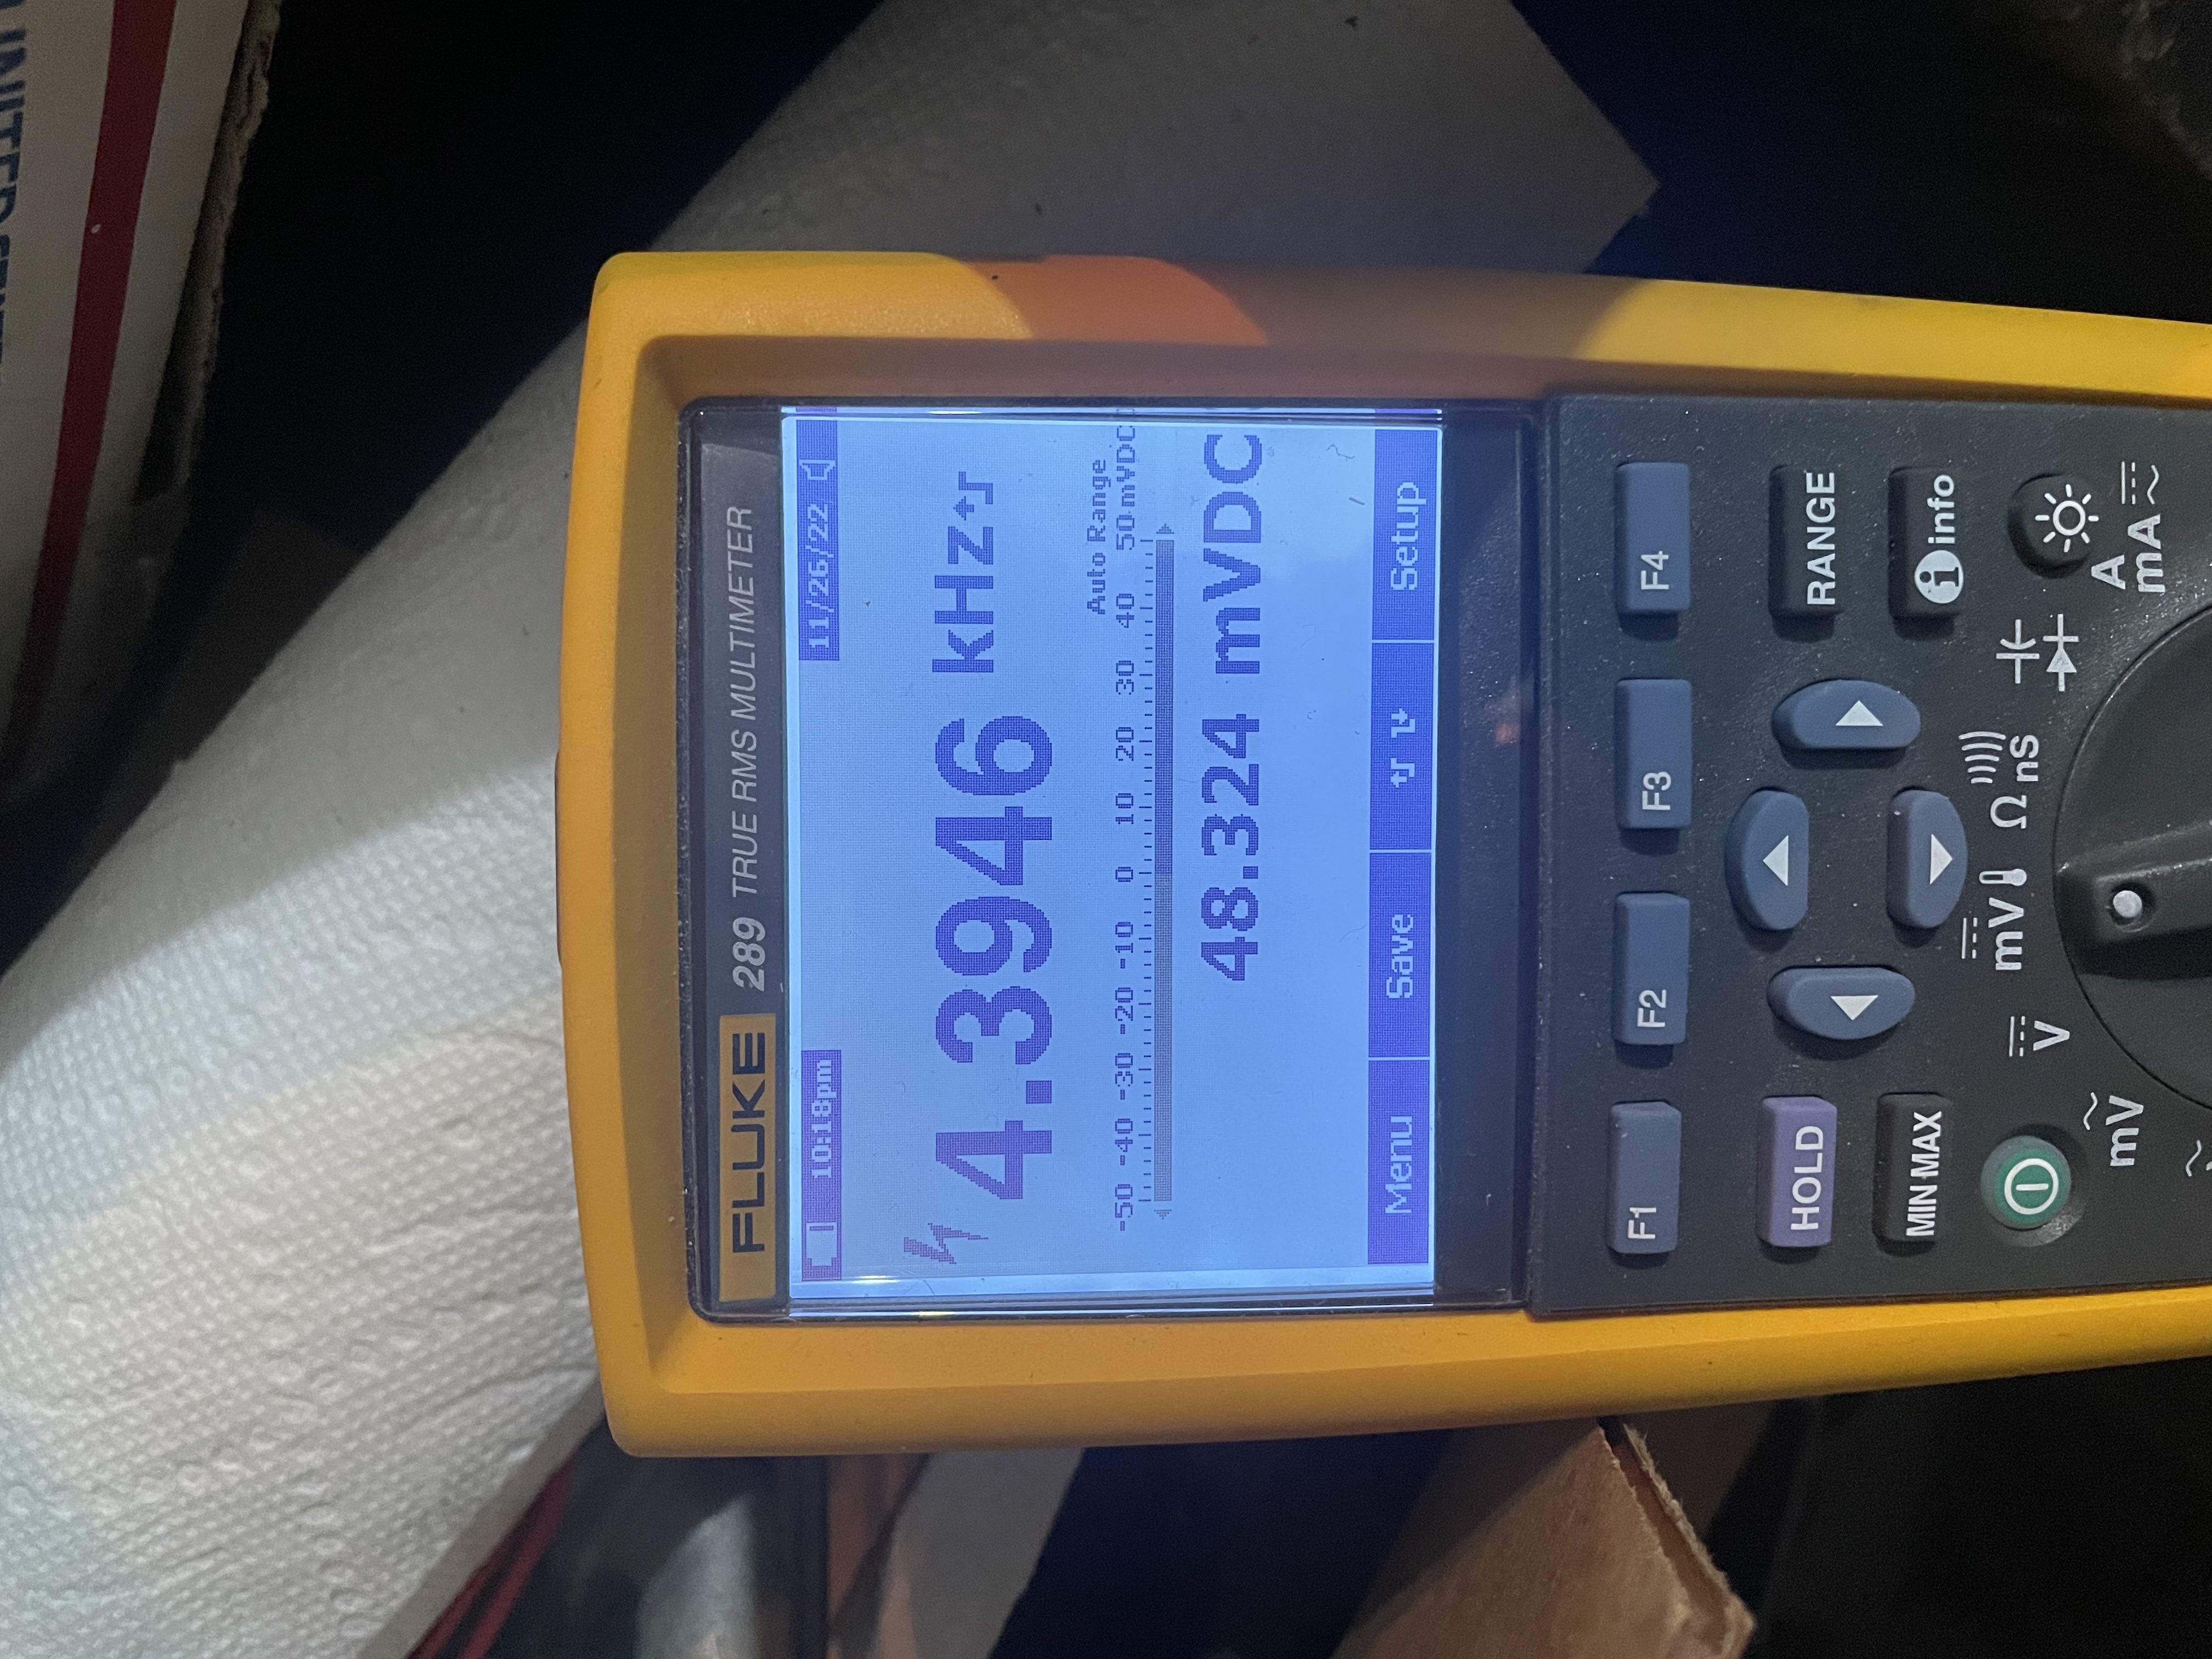 FLUKE 289 TRUE RMS MULTIMETER
10:18pm 11/26/22
4.3946 kHz
Auto Range
-50 -40 -30 -20 -10 0 10 20 30 40 50 mVDC
48.324 mVDC
Menu Save Setup
F1 F2 F3 F4
HOLD RANGE
MIN MAX info
mV V mV Ω ns A mA